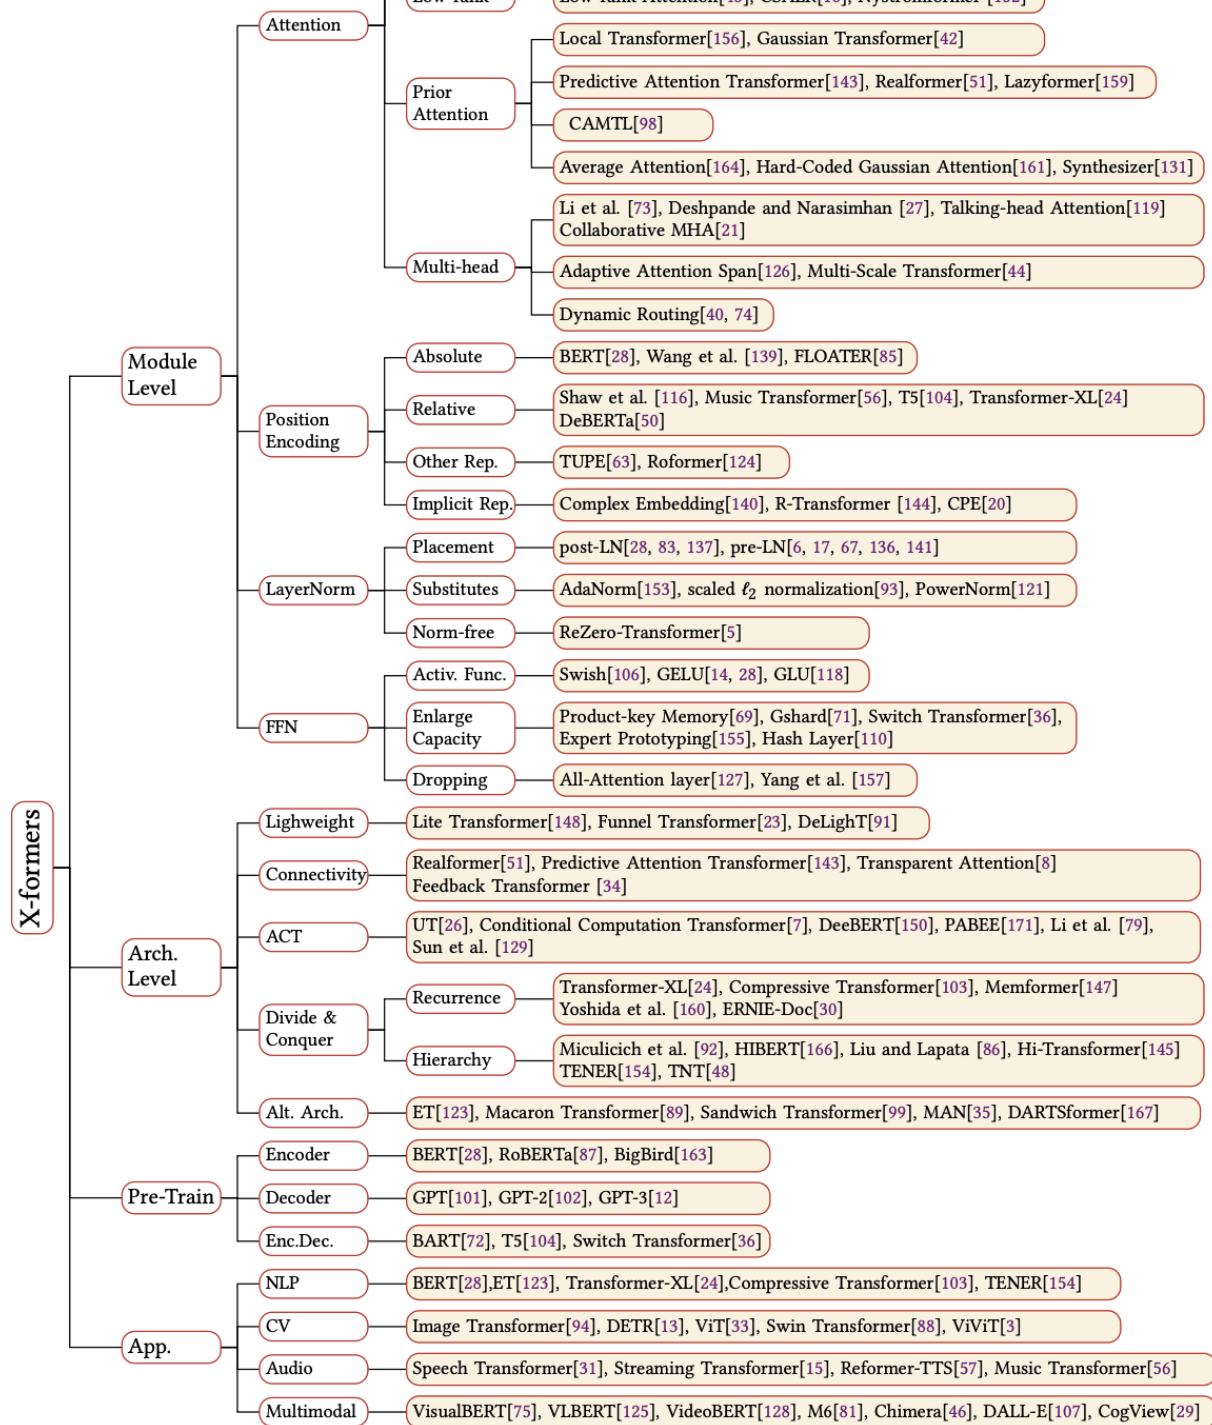 Attention
Local Transformer[156], Gaussian Transformer[42]
Prior
Attention
Predictive Attention Transformer[143], Realformer[51], Lazyformer[159]
CAMTL[98]
Average Attention[164], Hard-Coded Gaussian Attention[161], Synthesizer[131]
Multi-head
Li et al. [73], Deshpande and Narasimhan [27], Talking-head Attention[119]
Collaborative MHA[21]
Adaptive Attention Span[126], Multi-Scale Transformer[44]
Dynamic Routing[40, 74]
Module
Level
Position
Encoding
Absolute
BERT[28], Wang et al. [139], FLOATER[85]
Relative
Shaw et al. [116], Music Transformer[56], T5[104], Transformer-XL[24]
DeBERTa[50]
Other Rep.
TUPE[63], Roformer[124]
Implicit Rep.
Complex Embedding[140], R-Transformer [144], CPE[20]
LayerNorm
Placement
post-LN[28, 83, 137], pre-LN[6, 17, 67, 136, 141]
Substitutes
AdaNorm[153], scaled ℓ2 normalization[93], PowerNorm[121]
Norm-free
ReZero-Transformer[5]
FFN
Activ. Func.
Swish[106], GELU[14, 28], GLU[118]
Enlarge
Capacity
Product-key Memory[69], Gshard[71], Switch Transformer[36],
Expert Prototyping[155], Hash Layer[110]
Dropping
All-Attention layer[127], Yang et al. [157]
X-formers
Arch.
Level
Lighweight
Lite Transformer[148], Funnel Transformer[23], DeLighT[91]
Connectivity
Realformer[51], Predictive Attention Transformer[143], Transparent Attention[8]
Feedback Transformer [34]
ACT
UT[26], Conditional Computation Transformer[7], DeeBERT[150], PABEE[171], Li et al. [79],
Sun et al. [129]
Divide &
Conquer
Recurrence
Transformer-XL[24], Compressive Transformer[103], Memformer[147]
Yoshida et al. [160], ERNIE-Doc[30]
Hierarchy
Miculicich et al. [92], HIBERT[166], Liu and Lapata [86], Hi-Transformer[145]
TENER[154], TNT[48]
Alt. Arch.
ET[123], Macaron Transformer[89], Sandwich Transformer[99], MAN[35], DARTSformer[167]
Pre-Train
Encoder
BERT[28], RoBERTa[87], BigBird[163]
Decoder
GPT[101], GPT-2[102], GPT-3[12]
Enc.Dec.
BART[72], T5[104], Switch Transformer[36]
App.
NLP
BERT[28],ET[123], Transformer-XL[24],Compressive Transformer[103], TENER[154]
CV
Image Transformer[94], DETR[13], ViT[33], Swin Transformer[88], ViViT[3]
Audio
Speech Transformer[31], Streaming Transformer[15], Reformer-TTS[57], Music Transformer[56]
Multimodal
VisualBERT[75], VLBERT[125], VideoBERT[128], M6[81], Chimera[46], DALL-E[107], CogView[29]